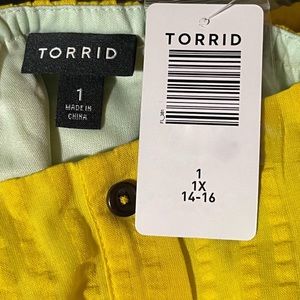 TORRID
1
MADE IN
CHINA
TORRID
1
1X
14-16